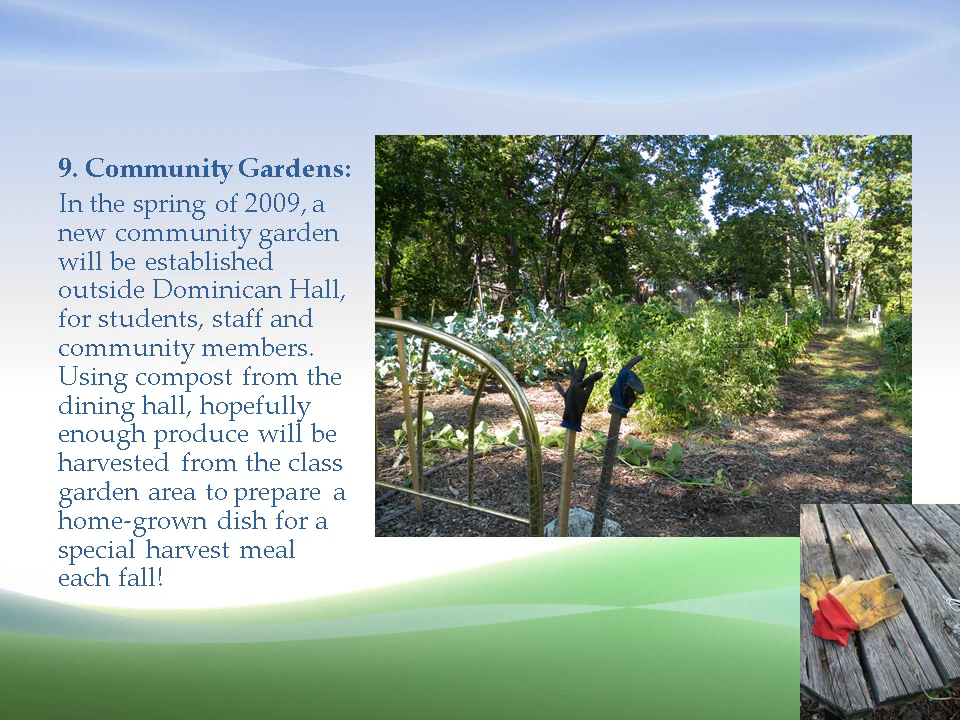 9. Community Gardens:
In the spring of 2009, a
new community garden
will be established
outside Dominican Hall,
for students, staff and
community members.
Using compost from the
dining hall, hopefully
enough produce will be
harvested from the class
garden area to prepare a
home-grown dish for a
special harvest meal
each fall!